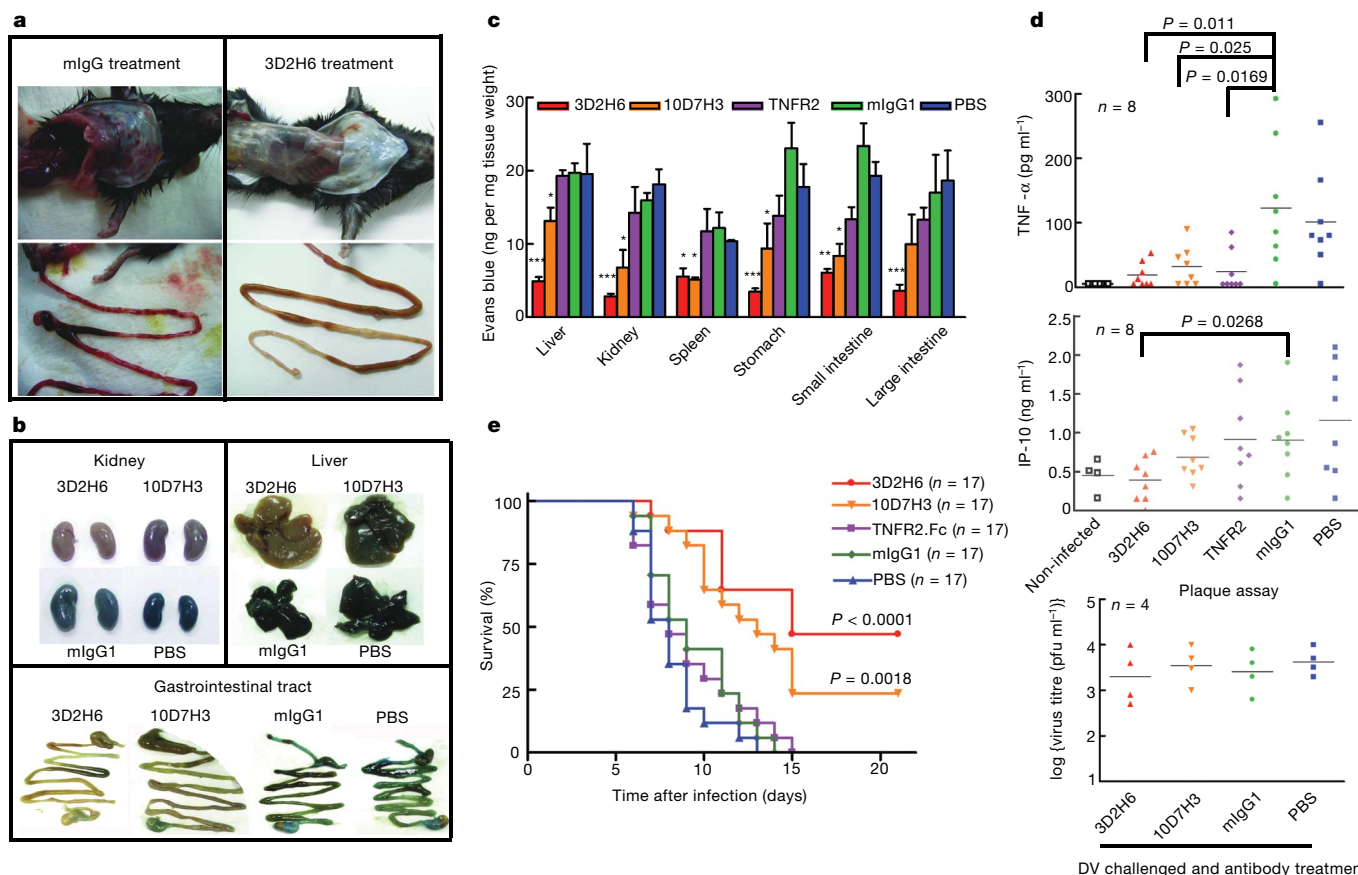 a
mIgG treatment
3D2H6 treatment
b
Kidney
3D2H6
10D7H3
mIgG1
PBS
Liver
3D2H6
10D7H3
mIgG1
PBS
Gastrointestinal tract
3D2H6
10D7H3
mIgG1
PBS
c
Evans blue (ng per mg tissue weight)
30
20
10
0
3D2H6
10D7H3
TNFR2
mIgG1
PBS
***
*
***
*
*
*
***
*
**
*
***
Liver
Kidney
Spleen
Stomach
Small intestine
Large intestine
e
Survival (%)
100
75
50
25
0
0
5
10
15
20
Time after infection (days)
3D2H6 (n = 17)
10D7H3 (n = 17)
TNFR2.Fc (n = 17)
mIgG1 (n = 17)
PBS (n = 17)
P < 0.0001
P = 0.0018
d
P = 0.011
P = 0.025
P = 0.0169
n = 8
TNF -α (pg ml⁻¹)
300
200
100
0
n = 8
P = 0.0268
IP-10 (ng ml⁻¹)
2.5
2.0
1.5
1.0
0.5
0
Non-infected
3D2H6
10D7H3
TNFR2
mIgG1
PBS
Plaque assay
n = 4
log {virus titre (pfu ml⁻¹)}
5
4
3
2
1
3D2H6
10D7H3
mIgG1
PBS
DV challenged and antibody treatmen